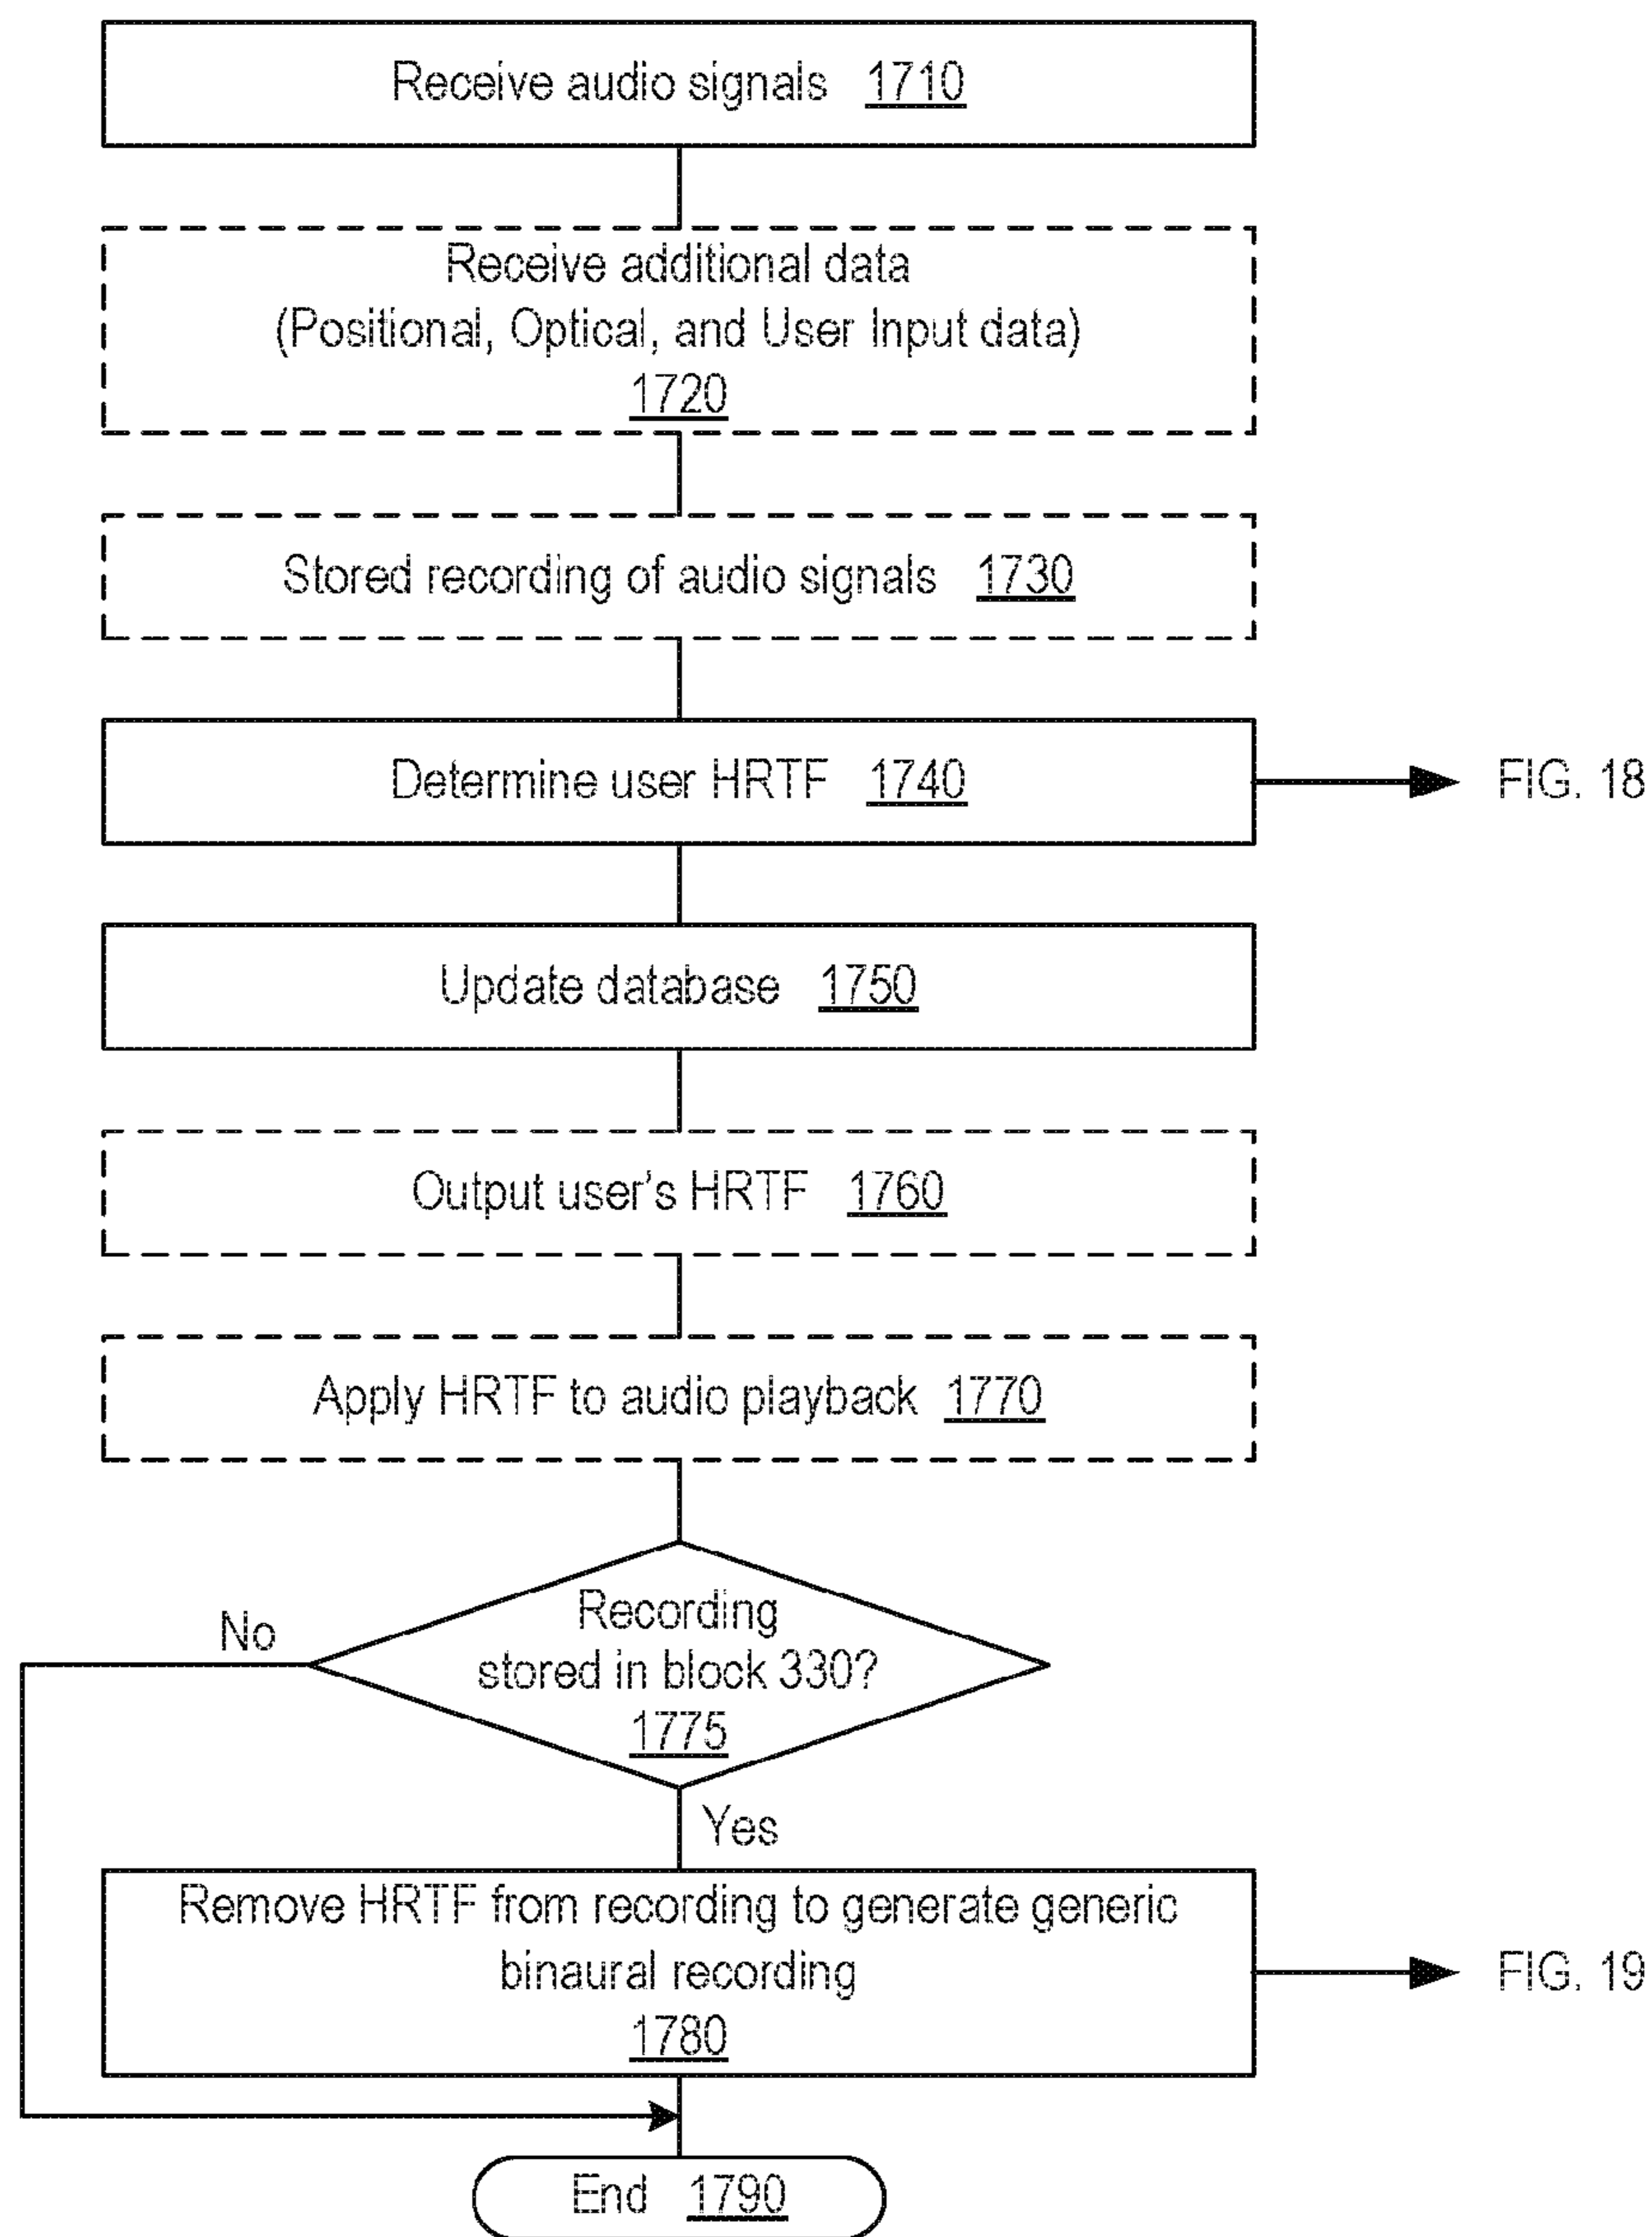 Receive audio signals 1710
Receive additional data
(Positional, Optical, and User Input data)
1720
Stored recording of audio signals 1730
Determine user HRTF 1740
FIG. 18
Update database 1750
Output user's HRTF 1760
Apply HRTF to audio playback 1770
Recording
No
stored in block 330?
1775
Yes
Remove HRTF from recording to generate generic
binaural recording
FIG. 19
1780
End 1790